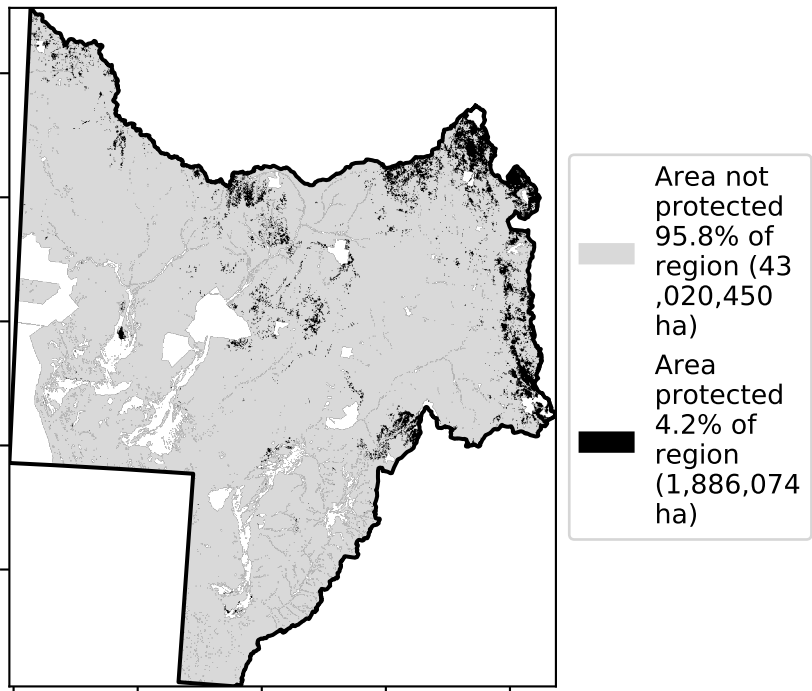 Area not
protected
95.8% of
region (43
,020,450
ha)
Area
protected
4.2% of
region
(1,886,074
ha)